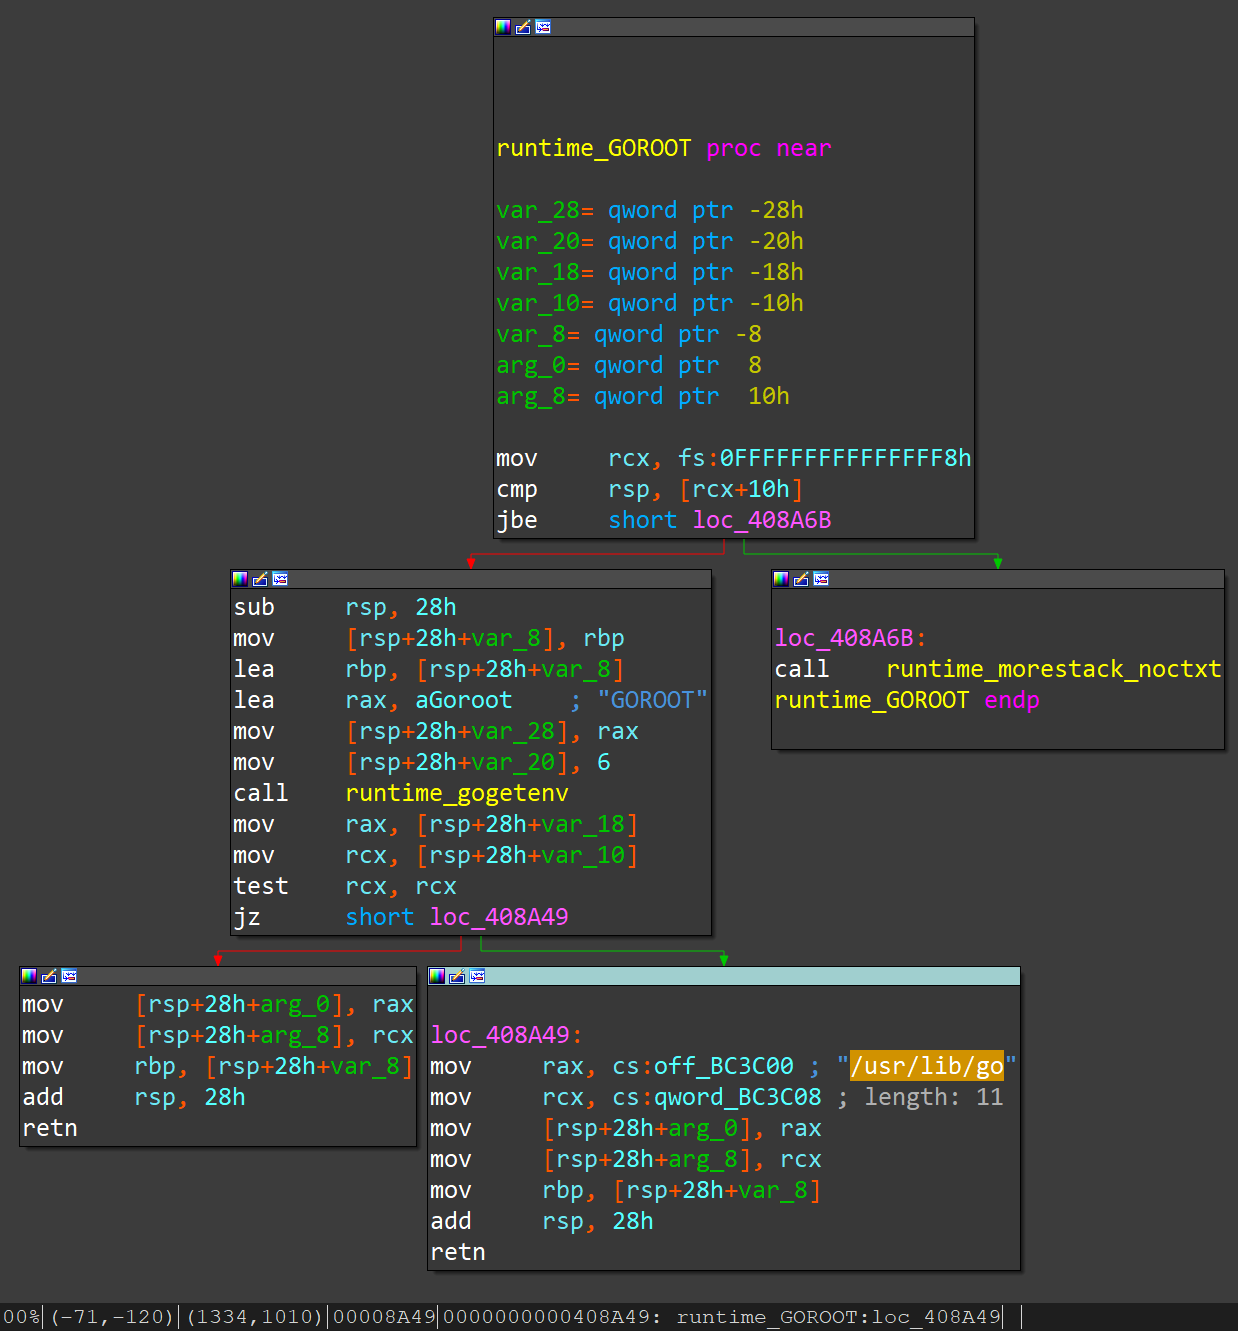 runtime_GOROOT proc near
var_28= qword ptr -28h
var_20= qword ptr -20h
var_18= qword ptr -18h
var_10= qword ptr -10h
var_8= qword ptr -8
arg_0= qword ptr  8
arg_8= qword ptr  10h
mov     rcx, fs:0FFFFFFFFFFFFFFF8h
cmp     rsp, [rcx+10h]
jbe     short loc_408A6B
sub     rsp, 28h
mov     [rsp+28h+var_8], rbp
lea     rbp, [rsp+28h+var_8]
lea     rax, aGoroot    ; "GOROOT"
mov     [rsp+28h+var_28], rax
mov     [rsp+28h+var_20], 6
call    runtime_gogetenv
mov     rax, [rsp+28h+var_18]
mov     rcx, [rsp+28h+var_10]
test    rcx, rcx
jz      short loc_408A49
loc_408A6B:
call    runtime_morestack_noctxt
runtime_GOROOT endp
mov     [rsp+28h+arg_0], rax
mov     [rsp+28h+arg_8], rcx
mov     rbp, [rsp+28h+var_8]
add     rsp, 28h
retn
loc_408A49:
mov     rax, cs:off_BC3C00 ; "/usr/lib/go"
mov     rcx, cs:qword_BC3C08 ; length: 11
mov     [rsp+28h+arg_0], rax
mov     [rsp+28h+arg_8], rcx
mov     rbp, [rsp+28h+var_8]
add     rsp, 28h
retn
00% (-71,-120) (1334,1010) 00008A49 0000000000408A49: runtime_GOROOT:loc_408A49